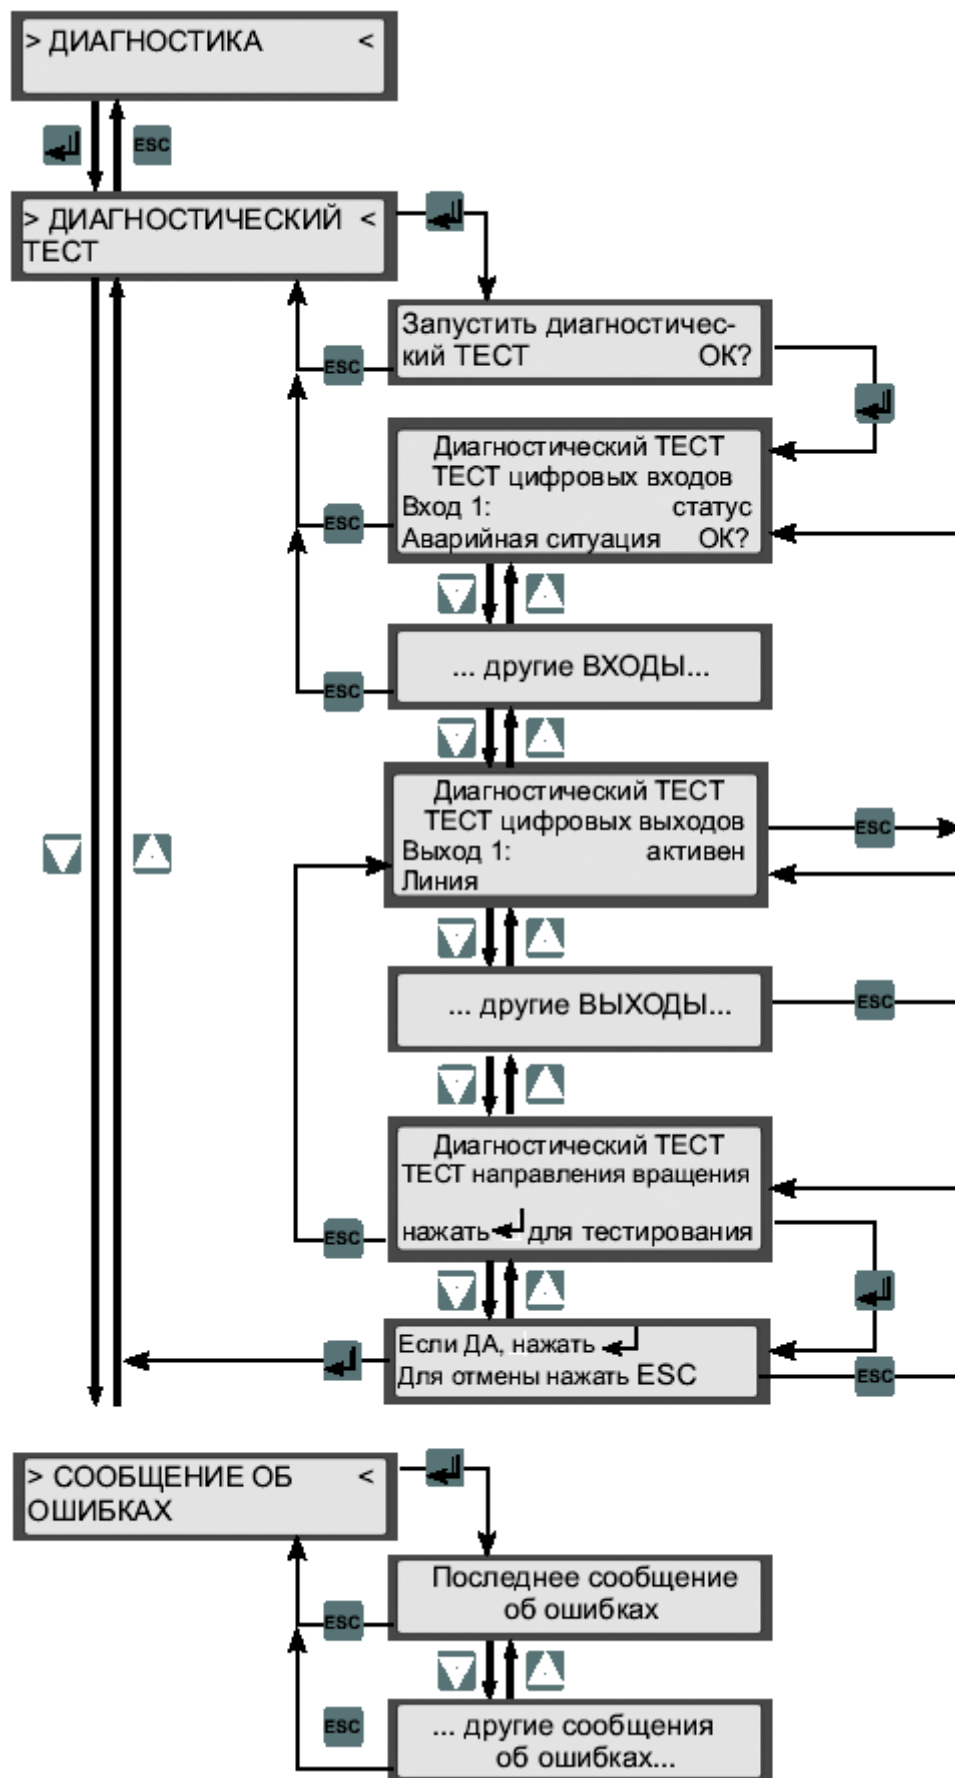 > ДИАГНОСТИКА <
ESC
> ДИАГНОСТИЧЕСКИЙ <
ТЕСТ
Запустить диагностичес-
кий ТЕСТ ОК?
ESC
Диагностический ТЕСТ
ТЕСТ цифровых входов
Вход 1: статус
Аварийная ситуация ОК?
ESC
... другие ВХОДЫ...
ESC
Диагностический ТЕСТ
ТЕСТ цифровых выходов
Выход 1: активен
Линия
ESC
... другие ВЫХОДЫ...
ESC
Диагностический ТЕСТ
ТЕСТ направления вращения
нажать для тестирования
ESC
Если ДА, нажать
Для отмены нажать ESC
ESC
> СООБЩЕНИЕ ОБ <
ОШИБКАХ
Последнее сообщение
об ошибках
ESC
... другие сообщения
об ошибках...
ESC